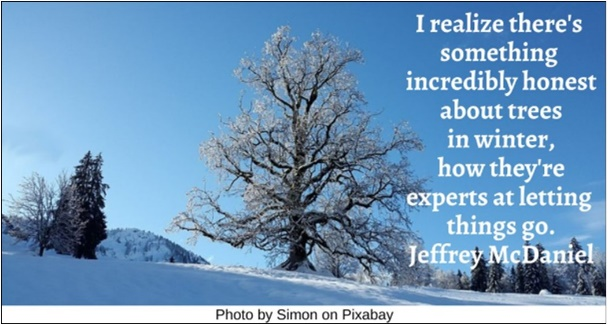 I realize there's
something
incredibly honest
about trees
in winter,
how they're
experts at letting
things go.
Jeffrey McDaniel
Photo by Simon on Pixabay